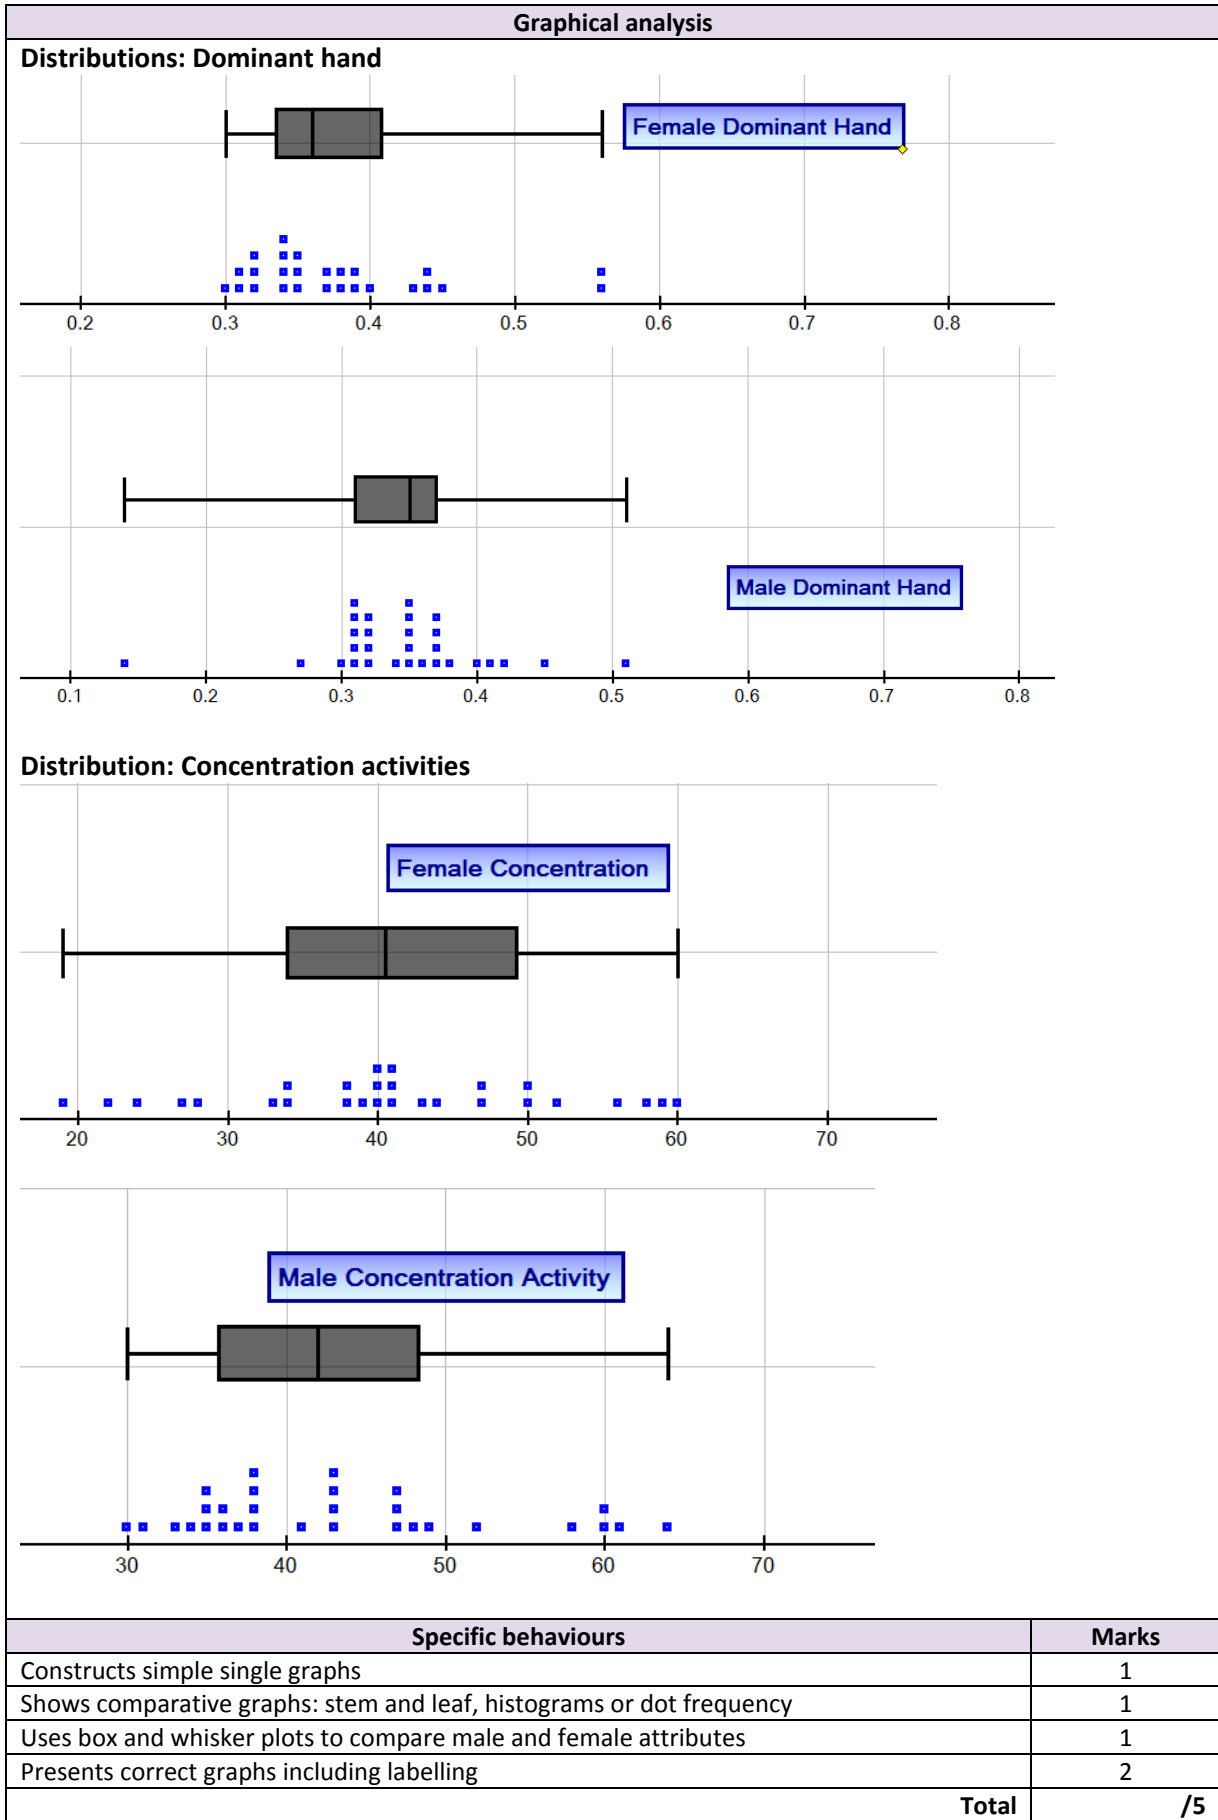 Graphical analysis
Distributions: Dominant hand
Female Dominant Hand
0.2 0.3 0.4 0.5 0.6 0.7 0.8
Male Dominant Hand
0.1 0.2 0.3 0.4 0.5 0.6 0.7 0.8
Distribution: Concentration activities
Female Concentration
20 30 40 50 60 70
Male Concentration Activity
30 40 50 60 70
Specific behaviours Marks
Constructs simple single graphs 1
Shows comparative graphs: stem and leaf, histograms or dot frequency 1
Uses box and whisker plots to compare male and female attributes 1
Presents correct graphs including labelling 2
Total /5